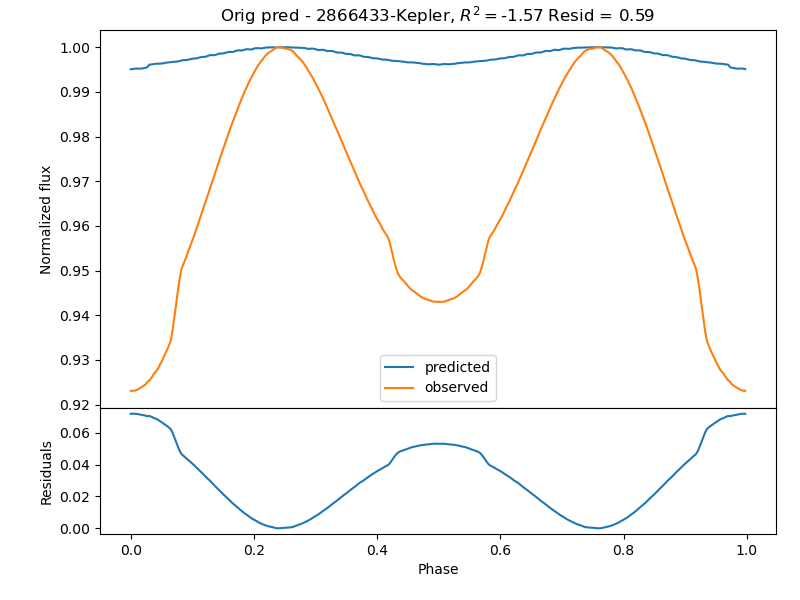 Orig pred - 2866433-Kepler, R² = -1.57 Resid = 0.59
1.00
0.99
0.98
0.97
0.96
0.95
0.94
0.93
0.92
Normalized flux
predicted
observed
0.06
0.04
0.02
0.00
Residuals
0.0 0.2 0.4 0.6 0.8 1.0
Phase